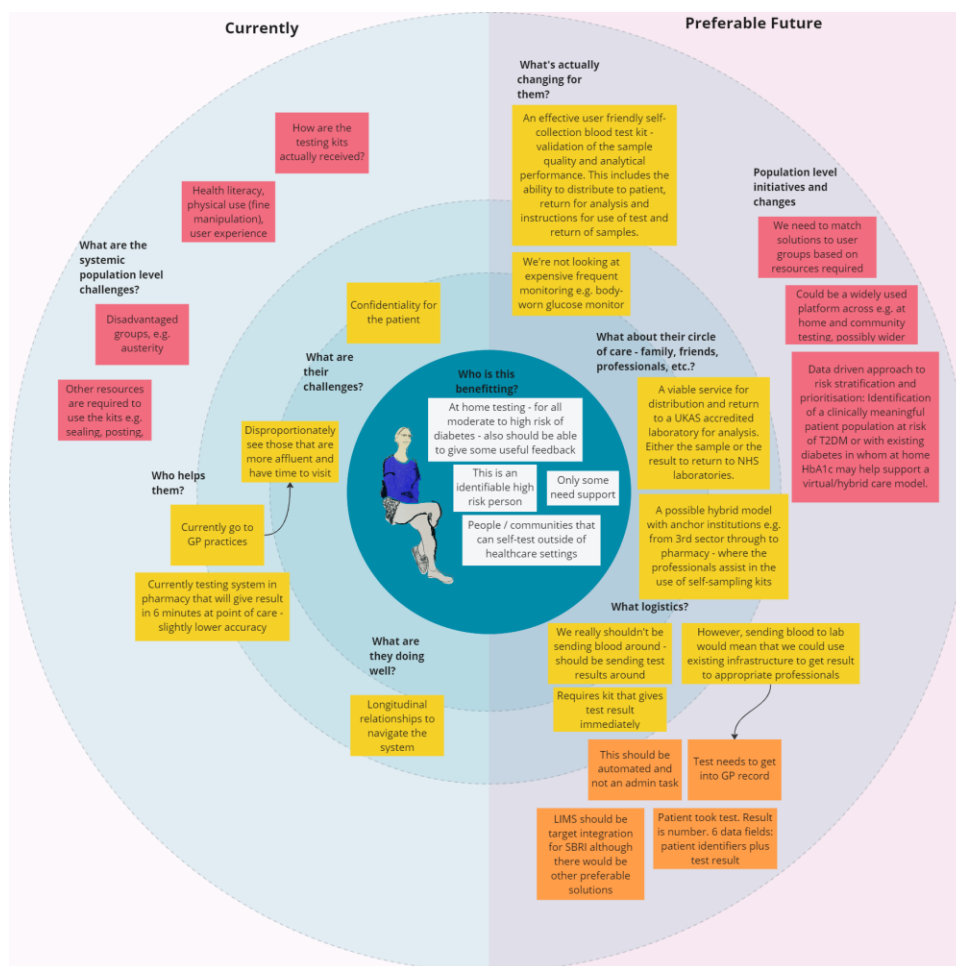 Currently
Preferable Future
How are the
testing kits
actually received?
Health literacy,
physical use (fine
manipulation),
user experience
What are the
systemic
population level
challenges?
Disadvantaged
groups, e.g.
austerity
Other resources
are required to
use the kits e.g.
sealing, posting,
Confidentiality for
the patient
What are
their
challenges?
Disproportionately
see those that are
more affluent and
have time to visit
Who helps
them?
Currently go to
GP practices
Currently testing system in
pharmacy that will give result
in 6 minutes at point of care -
slightly lower accuracy
What are
they doing
well?
Longitudinal
relationships to
navigate the
system
Who is this
benefitting?
At home testing - for all
moderate to high risk of
diabetes - also should be able
to give some useful feedback
This is an
identifiable high
risk person
Only some
need support
People / communities that
can self-test outside of
healthcare settings
What's actually
changing for
them?
An effective user friendly self-
collection blood test kit -
validation of the sample
quality and analytical
performance. This includes the
ability to distribute to patient,
return for analysis and
instructions for use of test and
return of samples.
We're not looking at
expensive frequent
monitoring e.g. body-
worn glucose monitor
Population level
initiatives and
changes
We need to match
solutions to user
groups based on
resources required
Could be a widely used
platform across e.g. at
home and community
testing, possibly wider
Data driven approach to
risk stratification and
prioritisation: Identification
of a clinically meaningful
patient population at risk
of T2DM or with existing
diabetes in whom at home
HbA1c may help support a
virtual/hybrid care model.
What about their circle
of care - family, friends,
professionals, etc.?
A viable service for
distribution and return
to a UKAS accredited
laboratory for analysis.
Either the sample or the
result to return to NHS
laboratories.
A possible hybrid model
with anchor institutions e.g.
from 3rd sector through to
pharmacy - where the
professionals assist in the
use of self-sampling kits
What logistics?
We really shouldn't be
sending blood around -
should be sending test
results around
However, sending blood to lab
would mean that we could use
existing infrastructure to get result
to appropriate professionals
Requires kit that gives
test result
immediately
This should be
automated and
not an admin task
Test needs to get
into GP record
LIMS should be
target integration
for SBRI although
there would be
other preferable
solutions
Patient took test. Result
is number. 6 data fields:
patient identifiers plus
test result